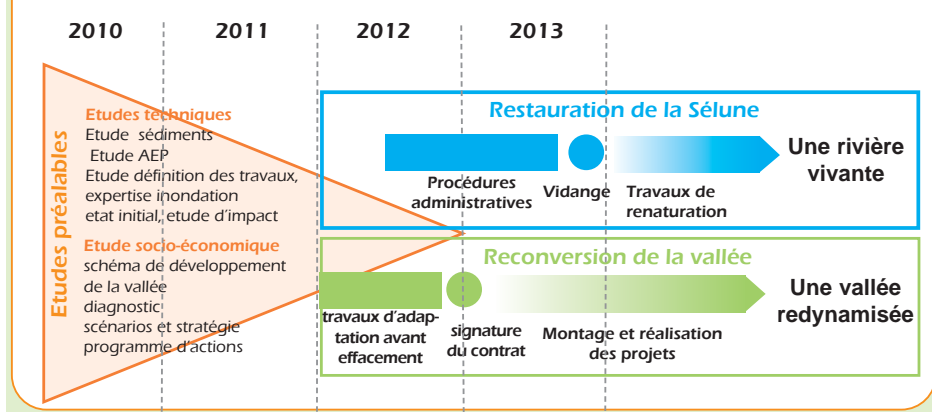 2010 2011 2012 2013
Etudes préalables
Etudes techniques
Etude sédiments
Etude AEP
Etude définition des travaux,
expertise inondation
etat initial, etude d'impact
Etude socio-économique
schéma de développement
de la vallée
diagnostic
scénarios et stratégie
programme d'actions
Restauration de la Sélune
Procédures
administratives
Vidange
Travaux de
renaturation
Une rivière
vivante
Reconversion de la vallée
travaux d'adap-
tation avant
effacement
signature
du contrat
Montage et réalisation
des projets
Une vallée
redynamisée